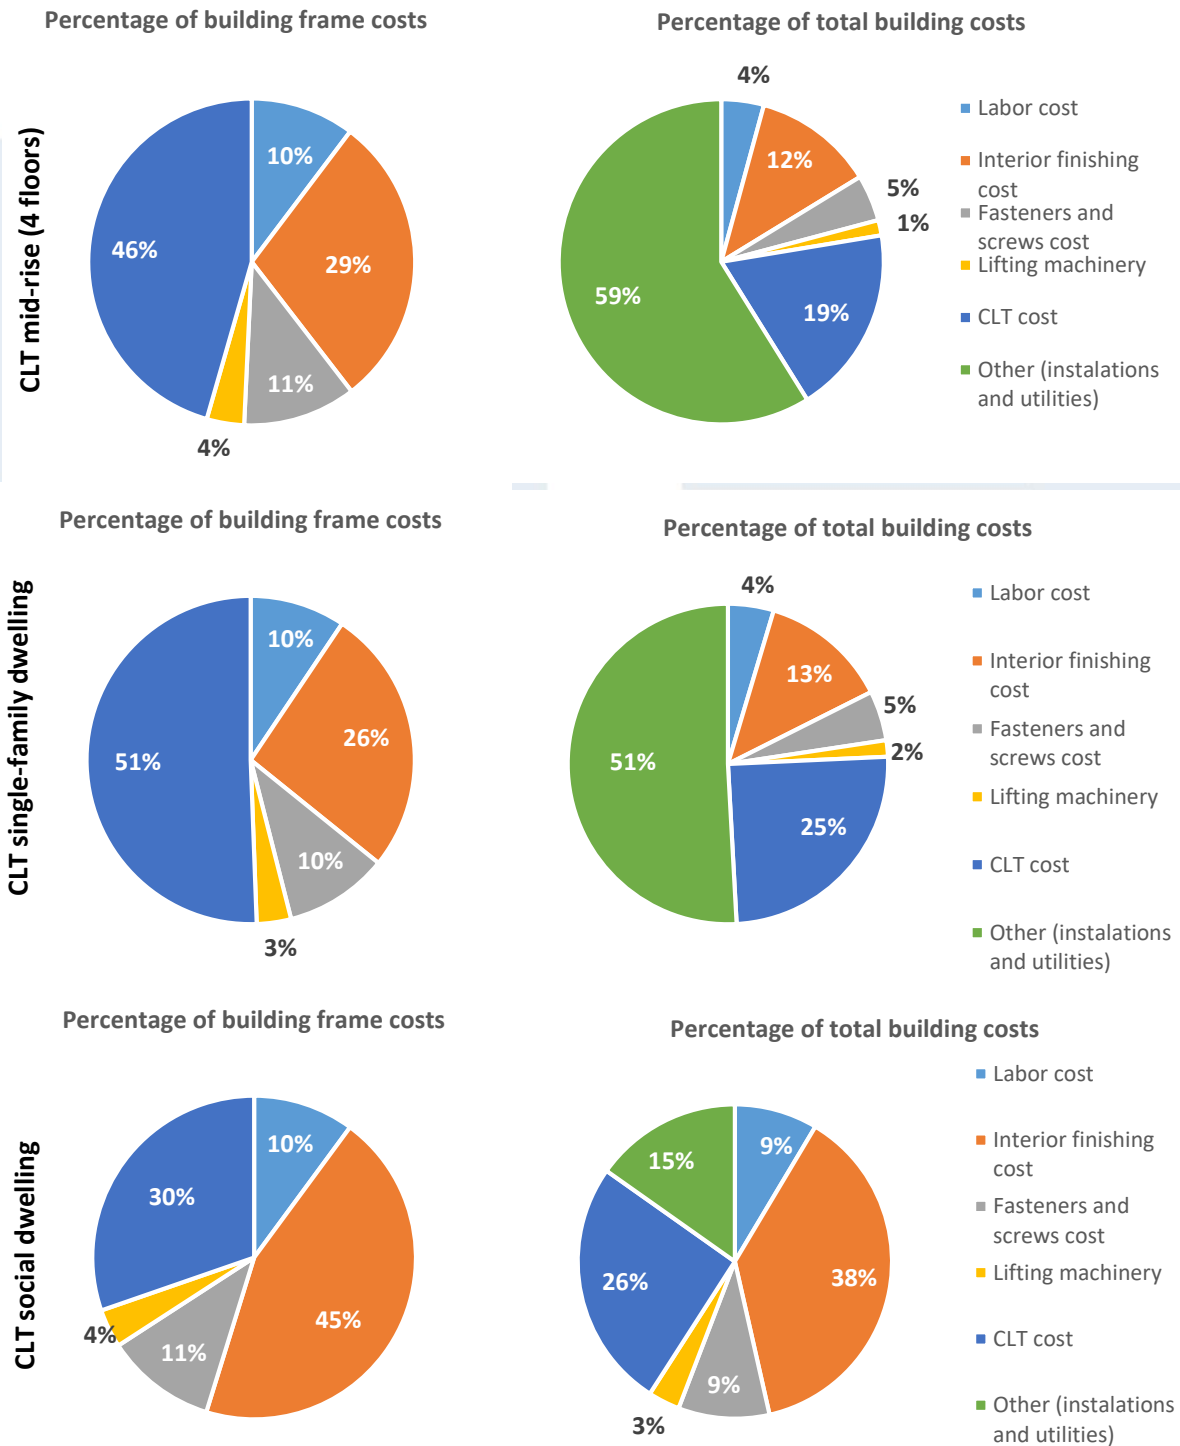 Percentage of building frame costs
Percentage of total building costs
CLT mid-rise (4 floors)
10%
29%
11%
4%
46%
4%
12%
5%
1%
19%
59%
Labor cost
Interior finishing
cost
Fasteners and
screws cost
Lifting machinery
CLT cost
Other (instalations
and utilities)
Percentage of building frame costs
Percentage of total building costs
CLT single-family dwelling
10%
26%
10%
3%
51%
4%
13%
5%
2%
25%
51%
Labor cost
Interior finishing
cost
Fasteners and
screws cost
Lifting machinery
CLT cost
Other (instalations
and utilities)
Percentage of building frame costs
Percentage of total building costs
CLT social dwelling
10%
45%
11%
4%
30%
9%
38%
9%
3%
26%
15%
Labor cost
Interior finishing
cost
Fasteners and
screws cost
Lifting machinery
CLT cost
Other (instalations
and utilities)